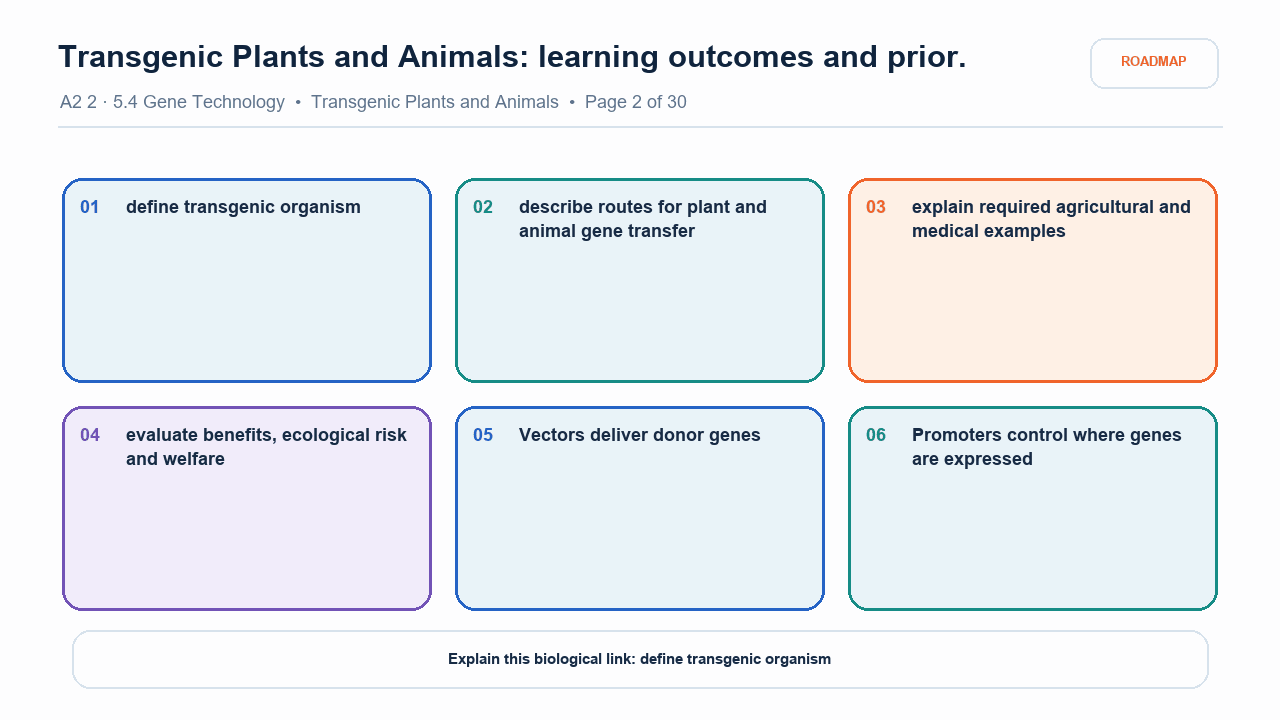 Transgenic Plants and Animals: learning outcomes and prior.
ROADMAP
A2 2 · 5.4 Gene Technology • Transgenic Plants and Animals • Page 2 of 30
01 define transgenic organism
02 describe routes for plant and
animal gene transfer
03 explain required agricultural and
medical examples
04 evaluate benefits, ecological risk
and welfare
05 Vectors deliver donor genes
06 Promoters control where genes
are expressed
Explain this biological link: define transgenic organism